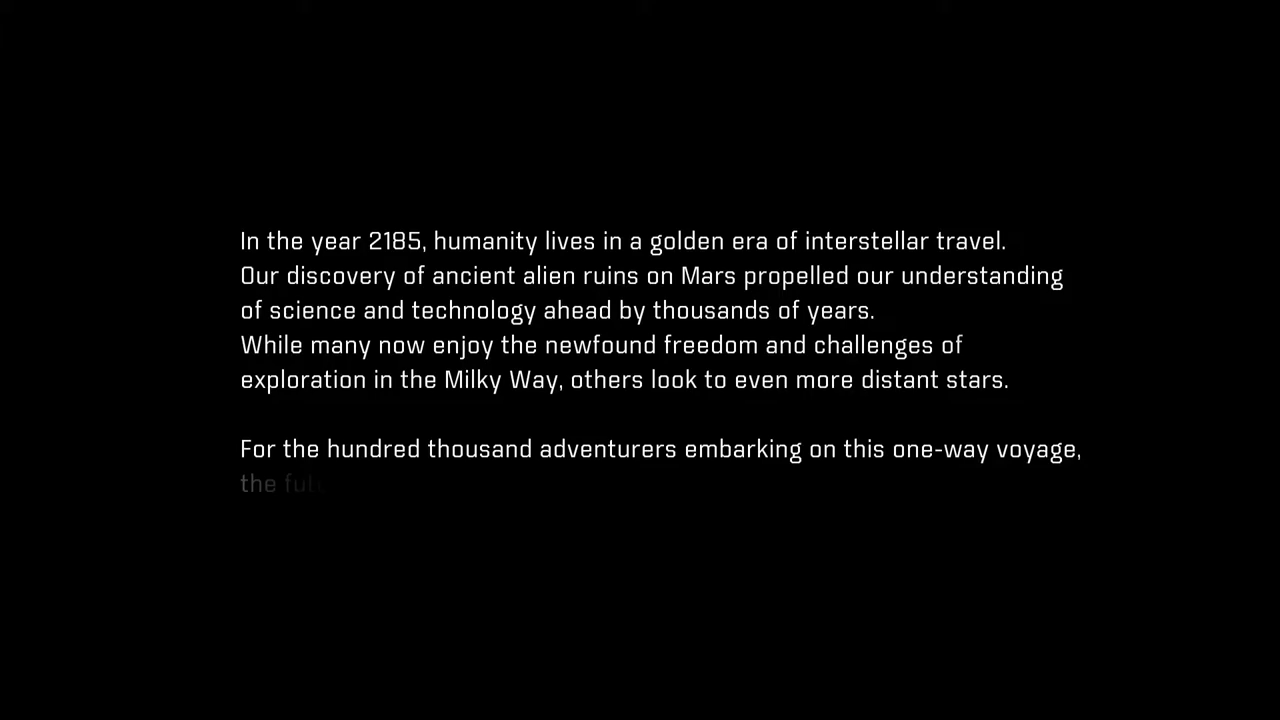 In the year 2185, humanity lives in a golden era of interstellar travel.
Our discovery of ancient alien ruins on Mars propelled our understanding
of science and technology ahead by thousands of years.
While many now enjoy the newfound freedom and challenges of
exploration in the Milky Way, others look to even more distant stars.
For the hundred thousand adventurers embarking on this one-way voyage,
the